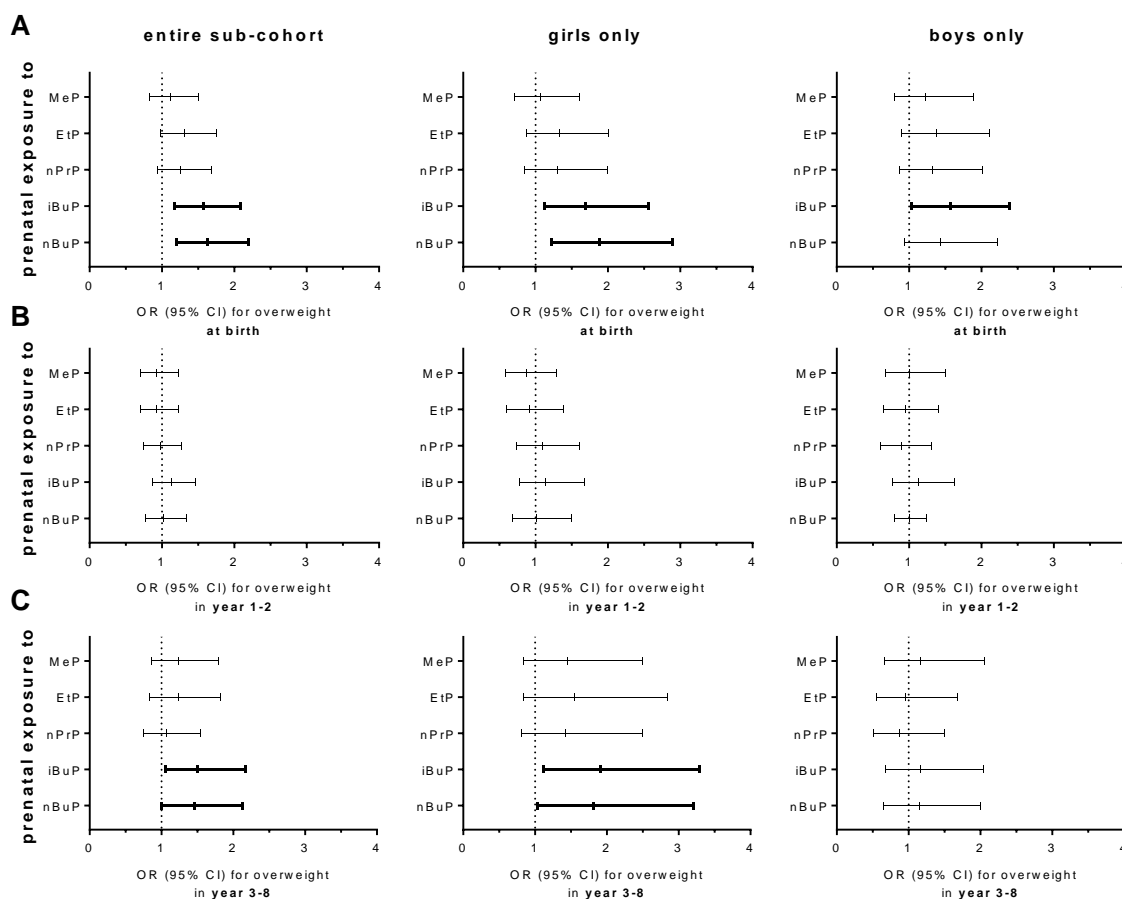 A
entire sub-cohort
girls only
boys only
prenatal exposure to
MeP
EtP
nPrP
iBuP
nBuP
0 1 2 3 4
OR (95% CI) for overweight
at birth
MeP
EtP
nPrP
iBuP
nBuP
0 1 2 3 4
OR (95% CI) for overweight
at birth
MeP
EtP
nPrP
iBuP
nBuP
0 1 2 3
OR (95% CI) for overweight
at birth
B
prenatal exposure to
MeP
EtP
nPrP
iBuP
nBuP
0 1 2 3 4
OR (95% CI) for overweight
in year 1-2
MeP
EtP
nPrP
iBuP
nBuP
0 1 2 3 4
OR (95% CI) for overweight
in year 1-2
MeP
EtP
nPrP
iBuP
nBuP
0 1 2 3
OR (95% CI) for overweight
in year 1-2
C
prenatal exposure to
MeP
EtP
nPrP
iBuP
nBuP
0 1 2 3 4
OR (95% CI) for overweight
in year 3-8
MeP
EtP
nPrP
iBuP
nBuP
0 1 2 3 4
OR (95% CI) for overweight
in year 3-8
MeP
EtP
nPrP
iBuP
nBuP
0 1 2 3
OR (95% CI) for overweight
in year 3-8